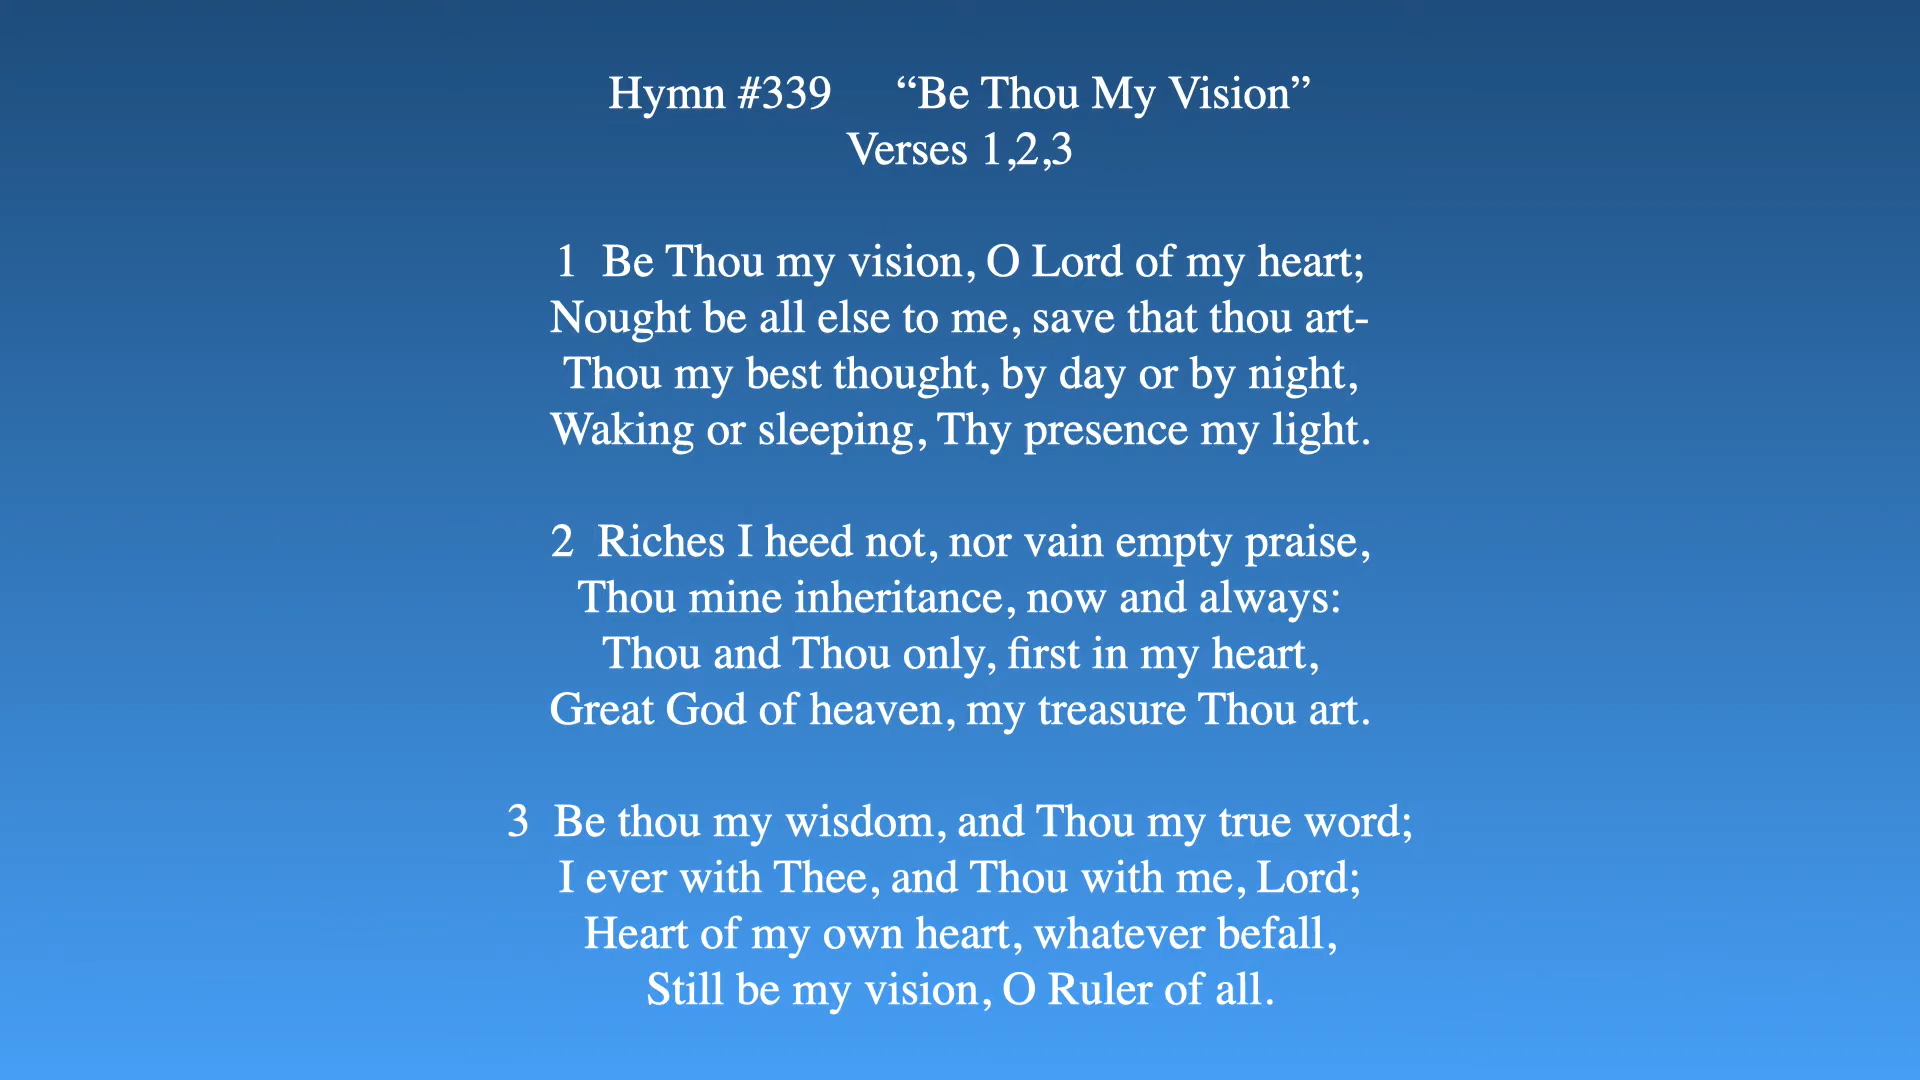 Hymn #339 “Be Thou My Vision”
Verses 1,2,3
1 Be Thou my vision, O Lord of my heart;
Nought be all else to me, save that thou art-
Thou my best thought, by day or by night,
Waking or sleeping, Thy presence my light.
2 Riches I heed not, nor vain empty praise,
Thou mine inheritance, now and always:
Thou and Thou only, first in my heart,
Great God of heaven, my treasure Thou art.
3 Be thou my wisdom, and Thou my true word;
I ever with Thee, and Thou with me, Lord;
Heart of my own heart, whatever befall,
Still be my vision, O Ruler of all.